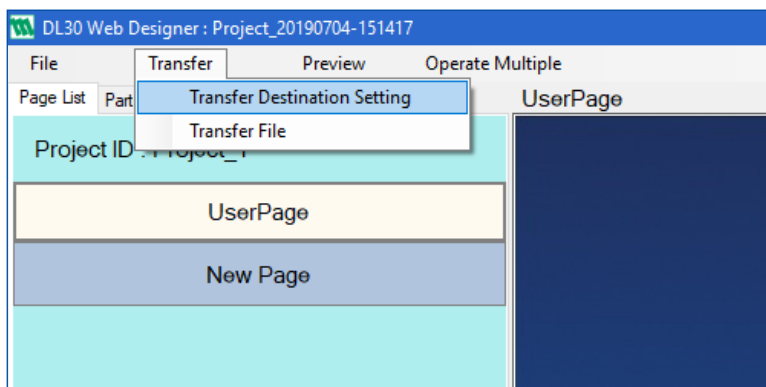 DL30 Web Designer : Project_20190704-151417
File Transfer Preview Operate Multiple
Page List Part
Transfer Destination Setting
UserPage
Transfer File
Project ID
UserPage
New Page